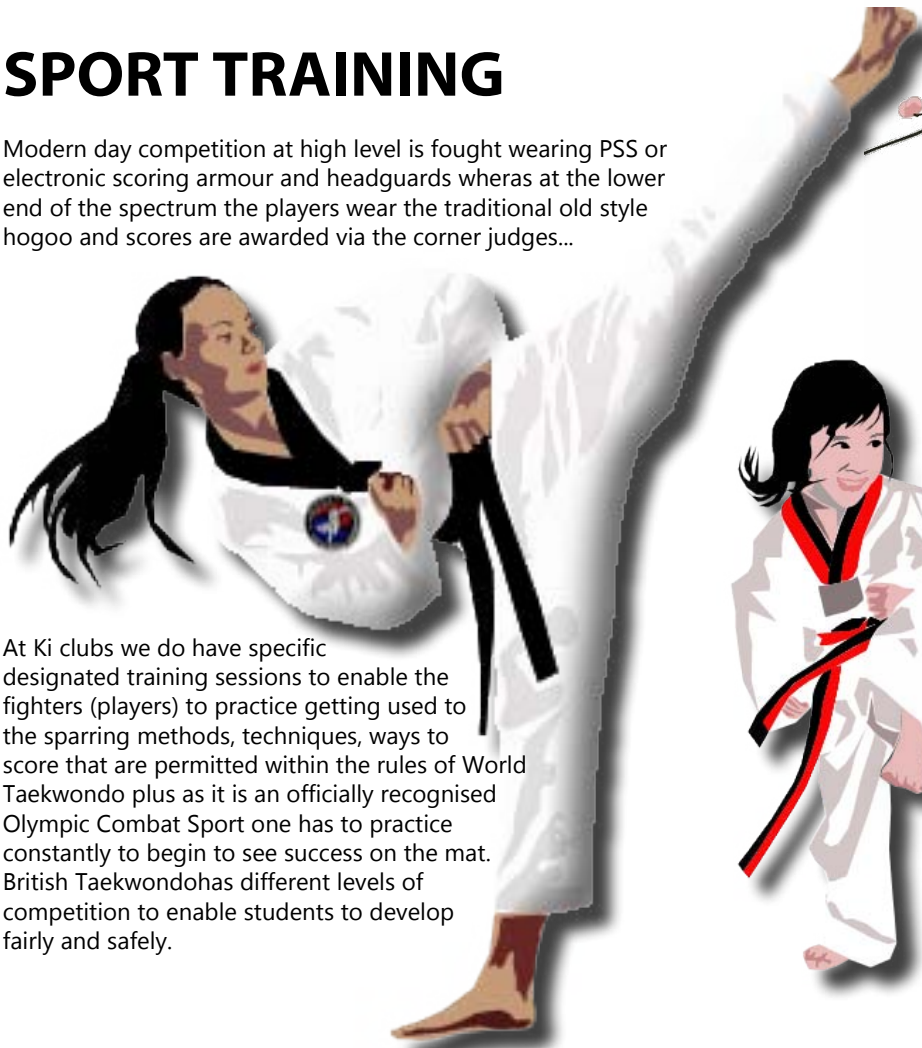 SPORT TRAINING
Modern day competition at high level is fought wearing PSS or
electronic scoring armour and headguards wheras at the lower
end of the spectrum the players wear the traditional old style
hogoo and scores are awarded via the corner judges...
At Ki clubs we do have specific
designated training sessions to enable the
fighters (players) to practice getting used to
the sparring methods, techniques, ways to
score that are permitted within the rules of World
Taekwondo plus as it is an officially recognised
Olympic Combat Sport one has to practice
constantly to begin to see success on the mat.
British Taekwondohas different levels of
competition to enable students to develop
fairly and safely.